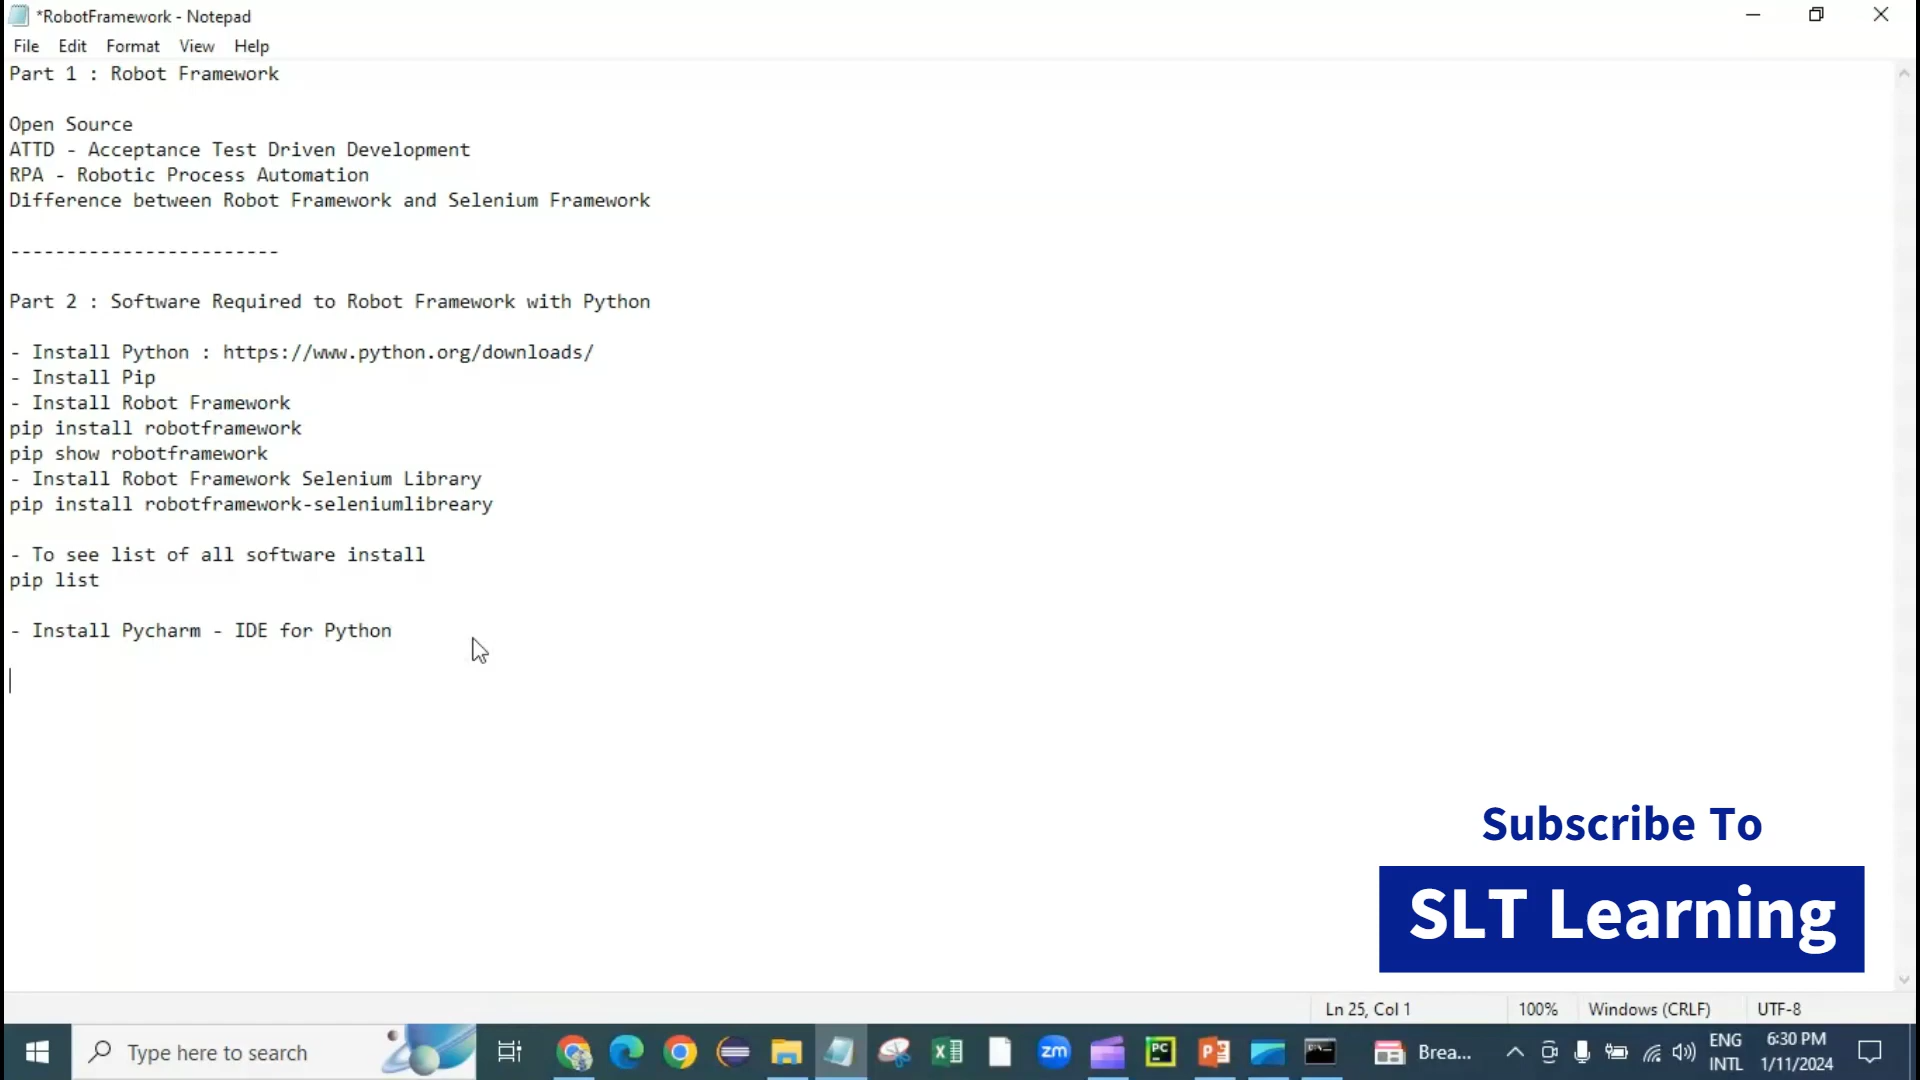 *RobotFramework - Notepad
File Edit Format View Help
Part 1 : Robot Framework
Open Source
ATTD - Acceptance Test Driven Development
RPA - Robotic Process Automation
Difference between Robot Framework and Selenium Framework
------------------------
Part 2 : Software Required to Robot Framework with Python
- Install Python : https://www.python.org/downloads/
- Install Pip
- Install Robot Framework
pip install robotframework
pip show robotframework
- Install Robot Framework Selenium Library
pip install robotframework-seleniumlibreary
- To see list of all software install
pip list
- Install Pycharm - IDE for Python
Subscribe To
SLT Learning
Ln 25, Col 1 100% Windows (CRLF) UTF-8
Type here to search
zm
PC
Brea...
ENG
INTL
6:30 PM
1/11/2024